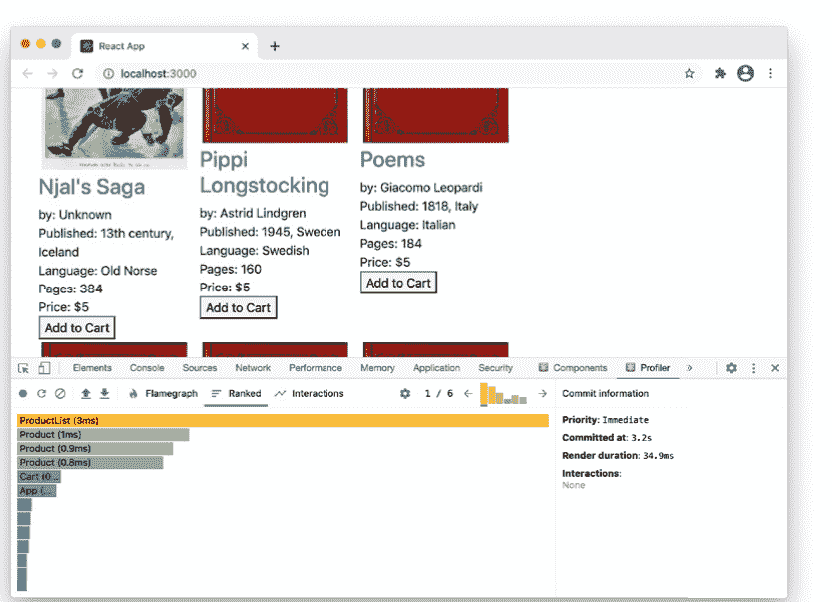 React App
localhost:3000
Njal's Saga
by: Unknown
Published: 13th century,
Iceland
Language: Old Norse
Pages: 384
Price: $5
Add to Cart
Pippi
Longstocking
by: Astrid Lindgren
Published: 1945, Sweden
Language: Swedish
Pages: 160
Price: $5
Add to Cart
Poems
by: Giacomo Leopardi
Published: 1818, Italy
Language: Italian
Pages: 184
Price: $5
Add to Cart
Elements Console Sources Network Performance Memory Application Security Components Profiler »
Flamegraph Ranked Interactions 1 / 6 Commit information
ProductList (3ms)
Product (1ms)
Product (0.9ms)
Product (0.8ms)
Cart (0...
App (...
Priority: Immediate
Committed at: 3.2s
Render duration: 34.9ms
Interactions:
None